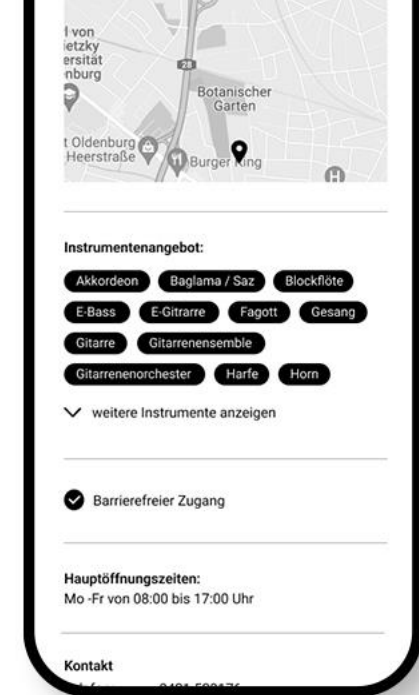 l von
ietzky
ersität
nburg
28
Botanischer
Garten
t Oldenburg
Heerstraße
Burger King
H
Instrumentenangebot:
Akkordeon Baglama / Saz Blockflöte
E-Bass E-Gitrarre Fagott Gesang
Gitarre Gitarrenensemble
Gitarrenenorchester Harfe Horn
weitere Instrumente anzeigen
Barrierefreier Zugang
Hauptöffnungszeiten:
Mo -Fr von 08:00 bis 17:00 Uhr
Kontakt